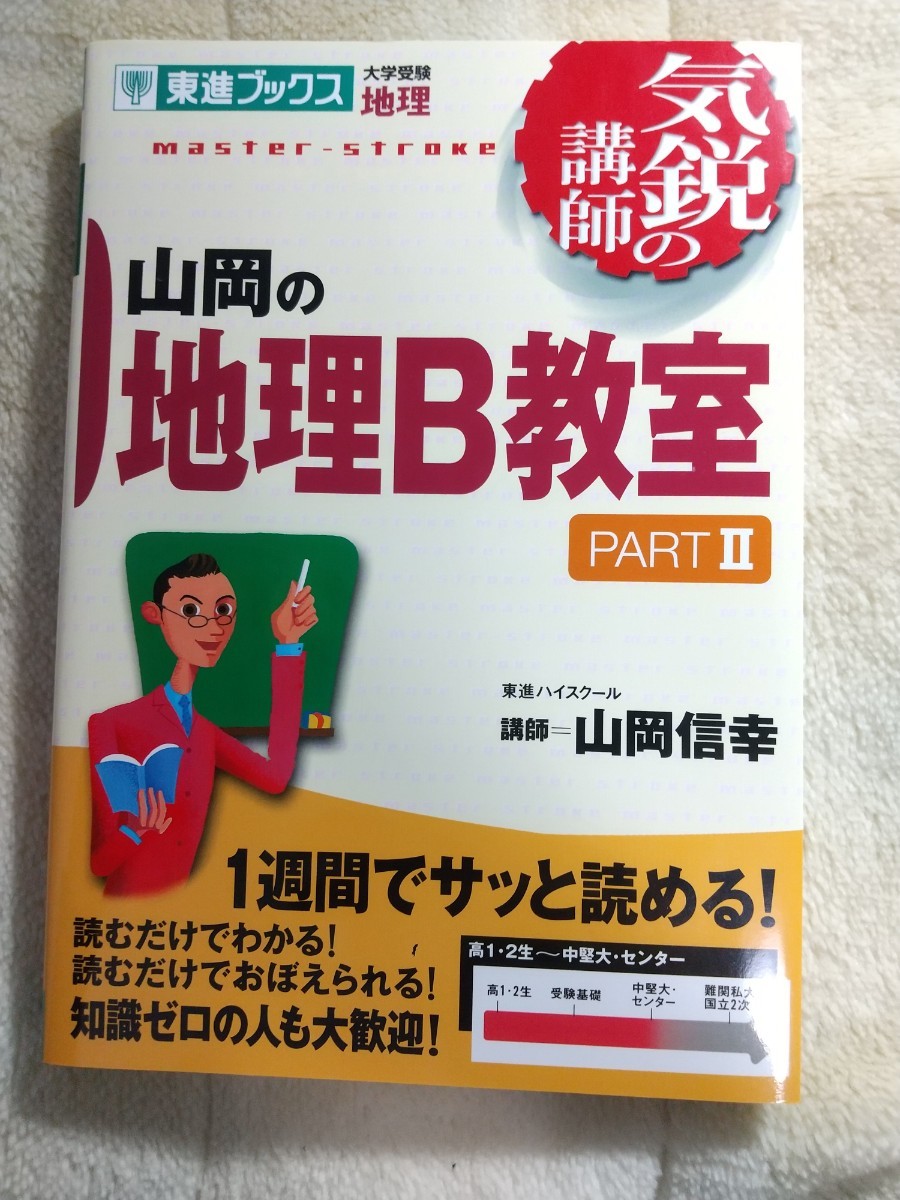 東進ブックス
大学受験
地理
master-stroke
気鋭の
講師
山岡の
地理B教室
PART II
東進ハイスクール
講師=山岡信幸
1週間でサッと読める!
読むだけでわかる!
読むだけでおぼえられる!
知識ゼロの人も大歓迎!
高1・2生〜中堅大・センター
高1・2生
受験基礎
中堅大・
センター
難関私大
国立2次